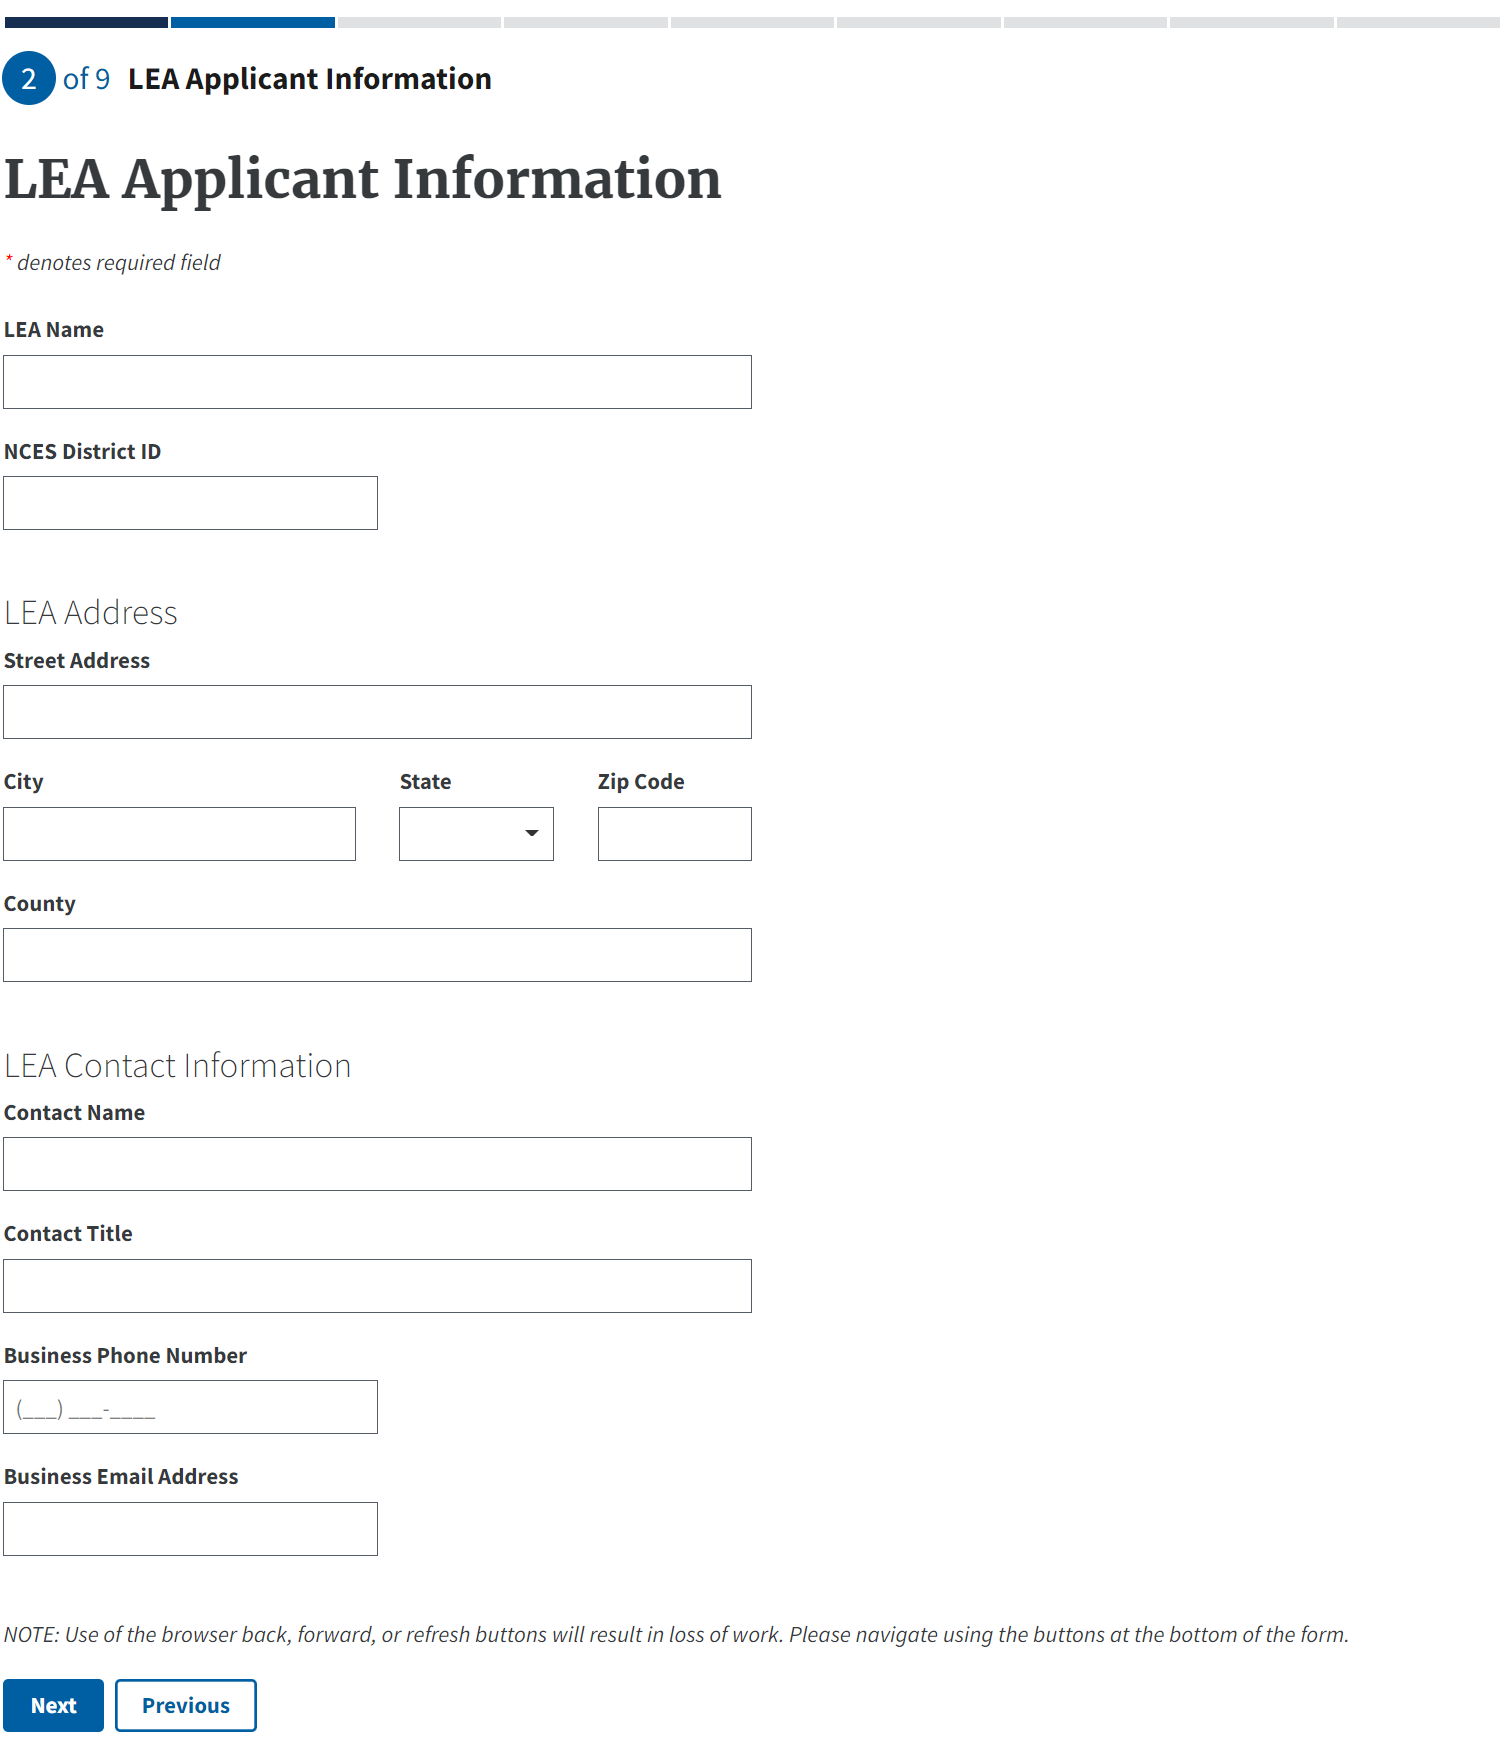 2 of 9 LEA Applicant Information
LEA Applicant Information
* denotes required field
LEA Name
NCES District ID
LEA Address
Street Address
City State Zip Code
County
LEA Contact Information
Contact Name
Contact Title
Business Phone Number
(___) ___-____
Business Email Address
NOTE: Use of the browser back, forward, or refresh buttons will result in loss of work. Please navigate using the buttons at the bottom of the form.
Next Previous